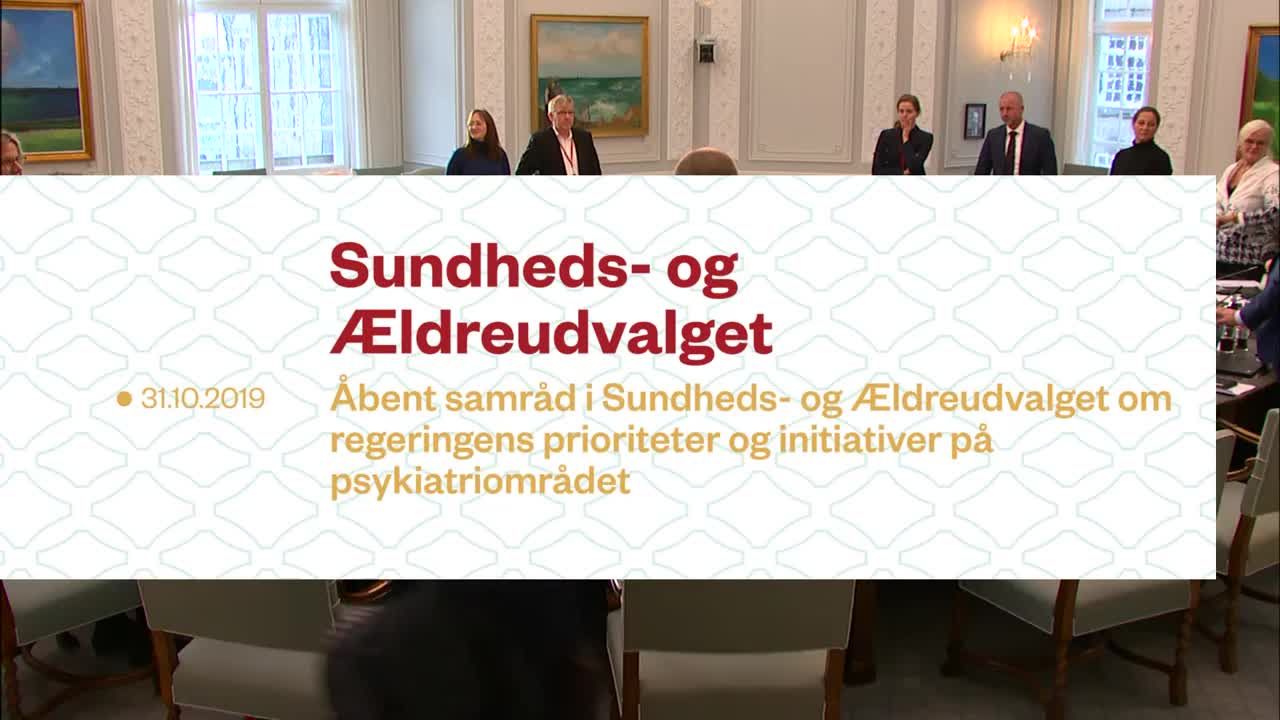 Sundheds- og
Ældreudvalget
• 31.10.2019
Åbent samråd i Sundheds- og Ældreudvalget om
regeringens prioriteter og initiativer på
psykiatriområdet